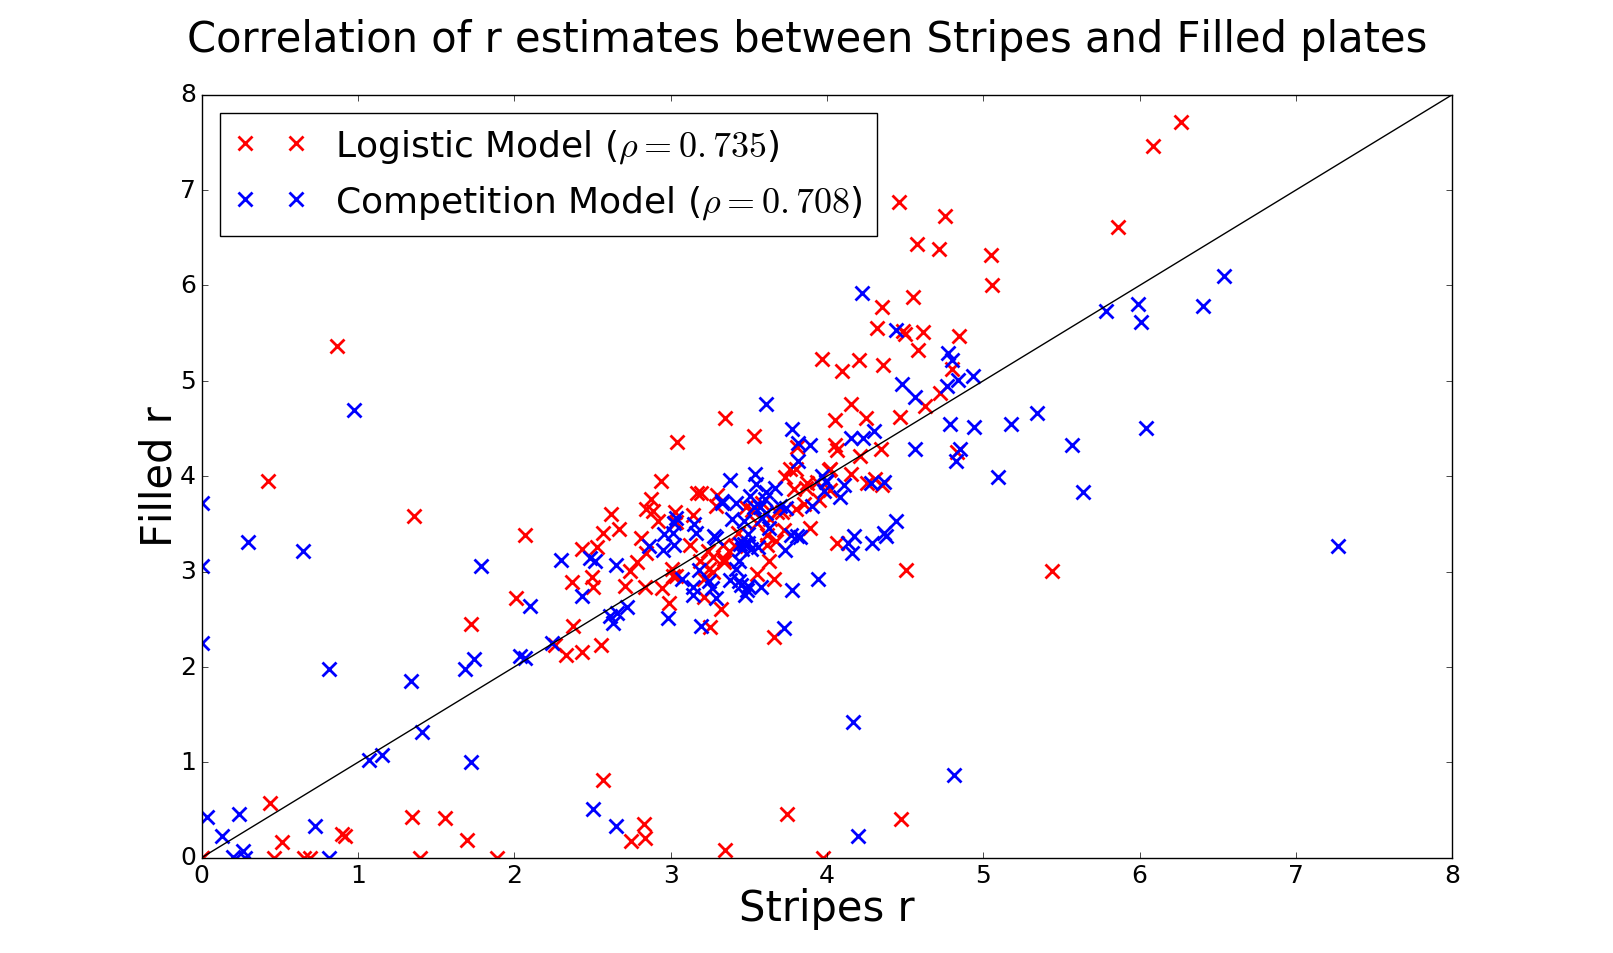 Correlation of r estimates between Stripes and Filled plates
Logistic Model (ρ = 0.735)
Competition Model (ρ = 0.708)
Filled r
8
7
6
5
4
3
2
1
0
0 1 2 3 4 5 6 7 8
Stripes r